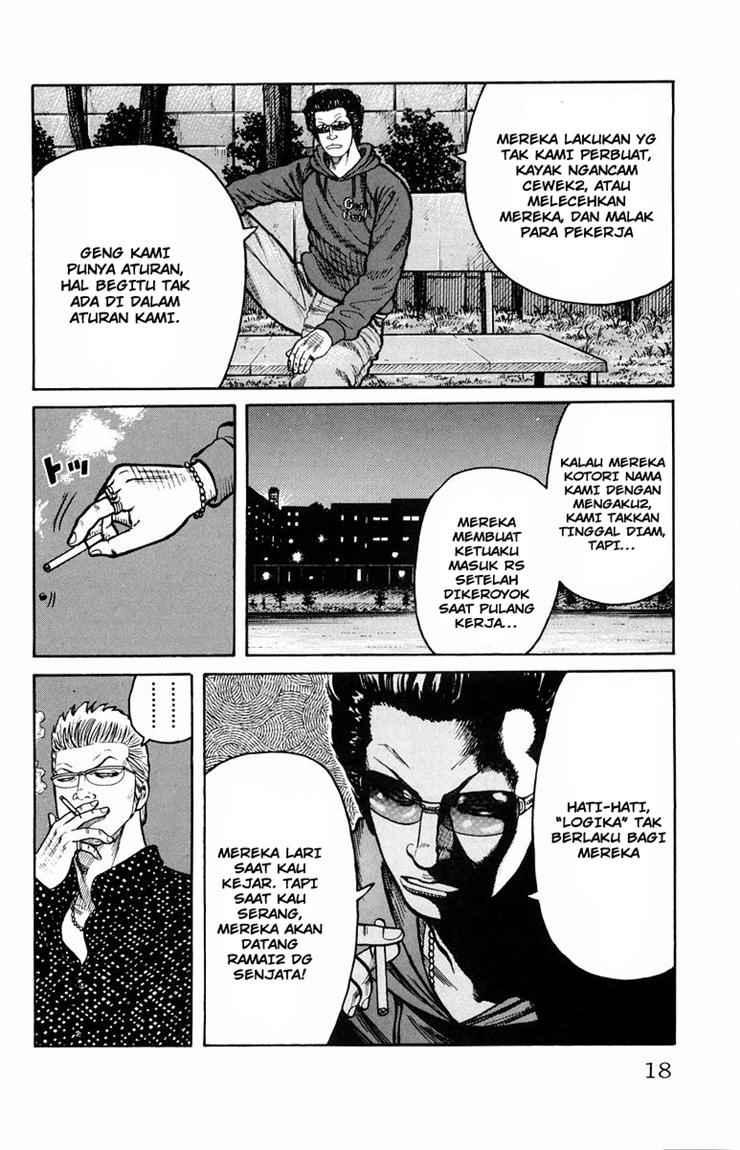 MEREKA LAKUKAN YG
TAK KAMI PERBUAT,
KAYAK NGANCAM
CEWEK2, ATAU
MELECEHKAN
MEREKA, DAN MALAK
PARA PEKERJA
GENG KAMI
PUNYA ATURAN,
HAL BEGITU TAK
ADA DI DALAM
ATURAN KAMI.
KALAU MEREKA
KOTORI NAMA
KAMI DENGAN
MENGAKU2,
KAMI TAKKAN
TINGGAL DIAM,
TAPI...
MEREKA
MEMBUAT
KETUAKU
MASUK RS
SETELAH
DIKEROYOK
SAAT PULANG
KERJA...
トッ
HATI-HATI,
"LOGIKA" TAK
BERLAKU BAGI
MEREKA
MEREKA LARI
SAAT KAU
KEJAR. TAPI
SAAT KAU
SERANG,
MEREKA AKAN
DATANG
RAMAI2 DG
SENJATA!
18